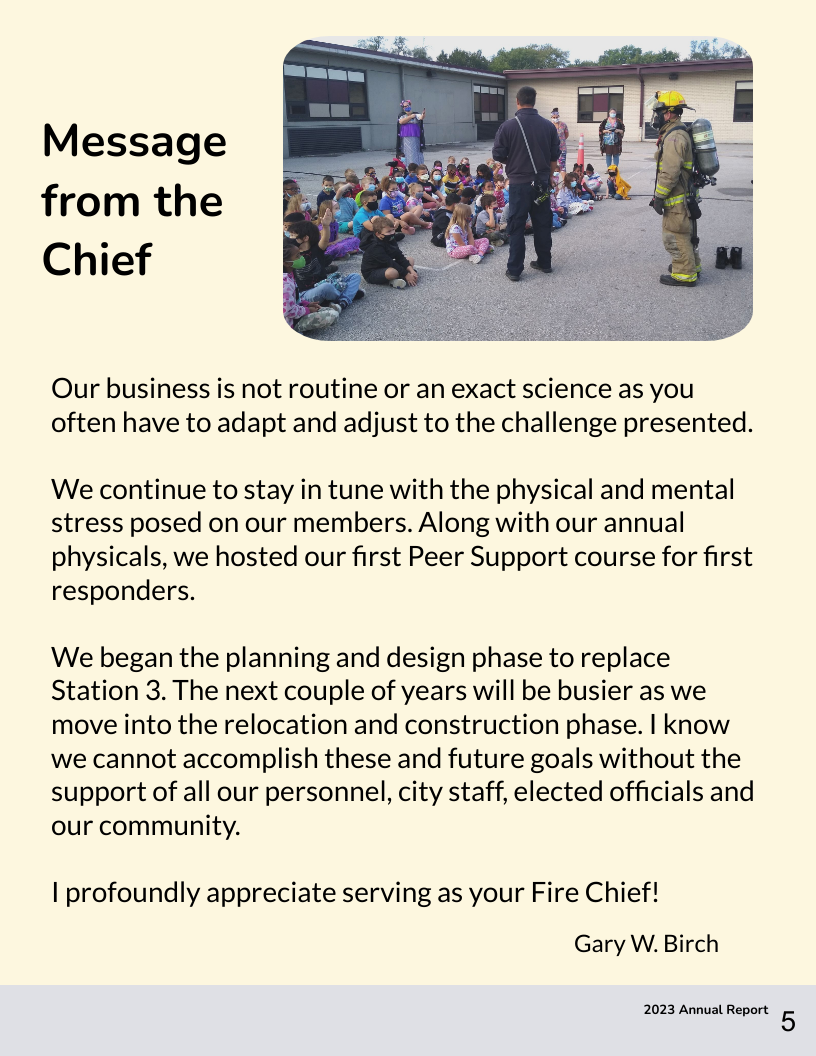 Message
from the
Chief
Our business is not routine or an exact science as you
often have to adapt and adjust to the challenge presented.
We continue to stay in tune with the physical and mental
stress posed on our members. Along with our annual
physicals, we hosted our first Peer Support course for first
responders.
We began the planning and design phase to replace
Station 3. The next couple of years will be busier as we
move into the relocation and construction phase. I know
we cannot accomplish these and future goals without the
support of all our personnel, city staff, elected officials and
our community.
I profoundly appreciate serving as your Fire Chief!
Gary W. Birch
2023 Annual Report
5